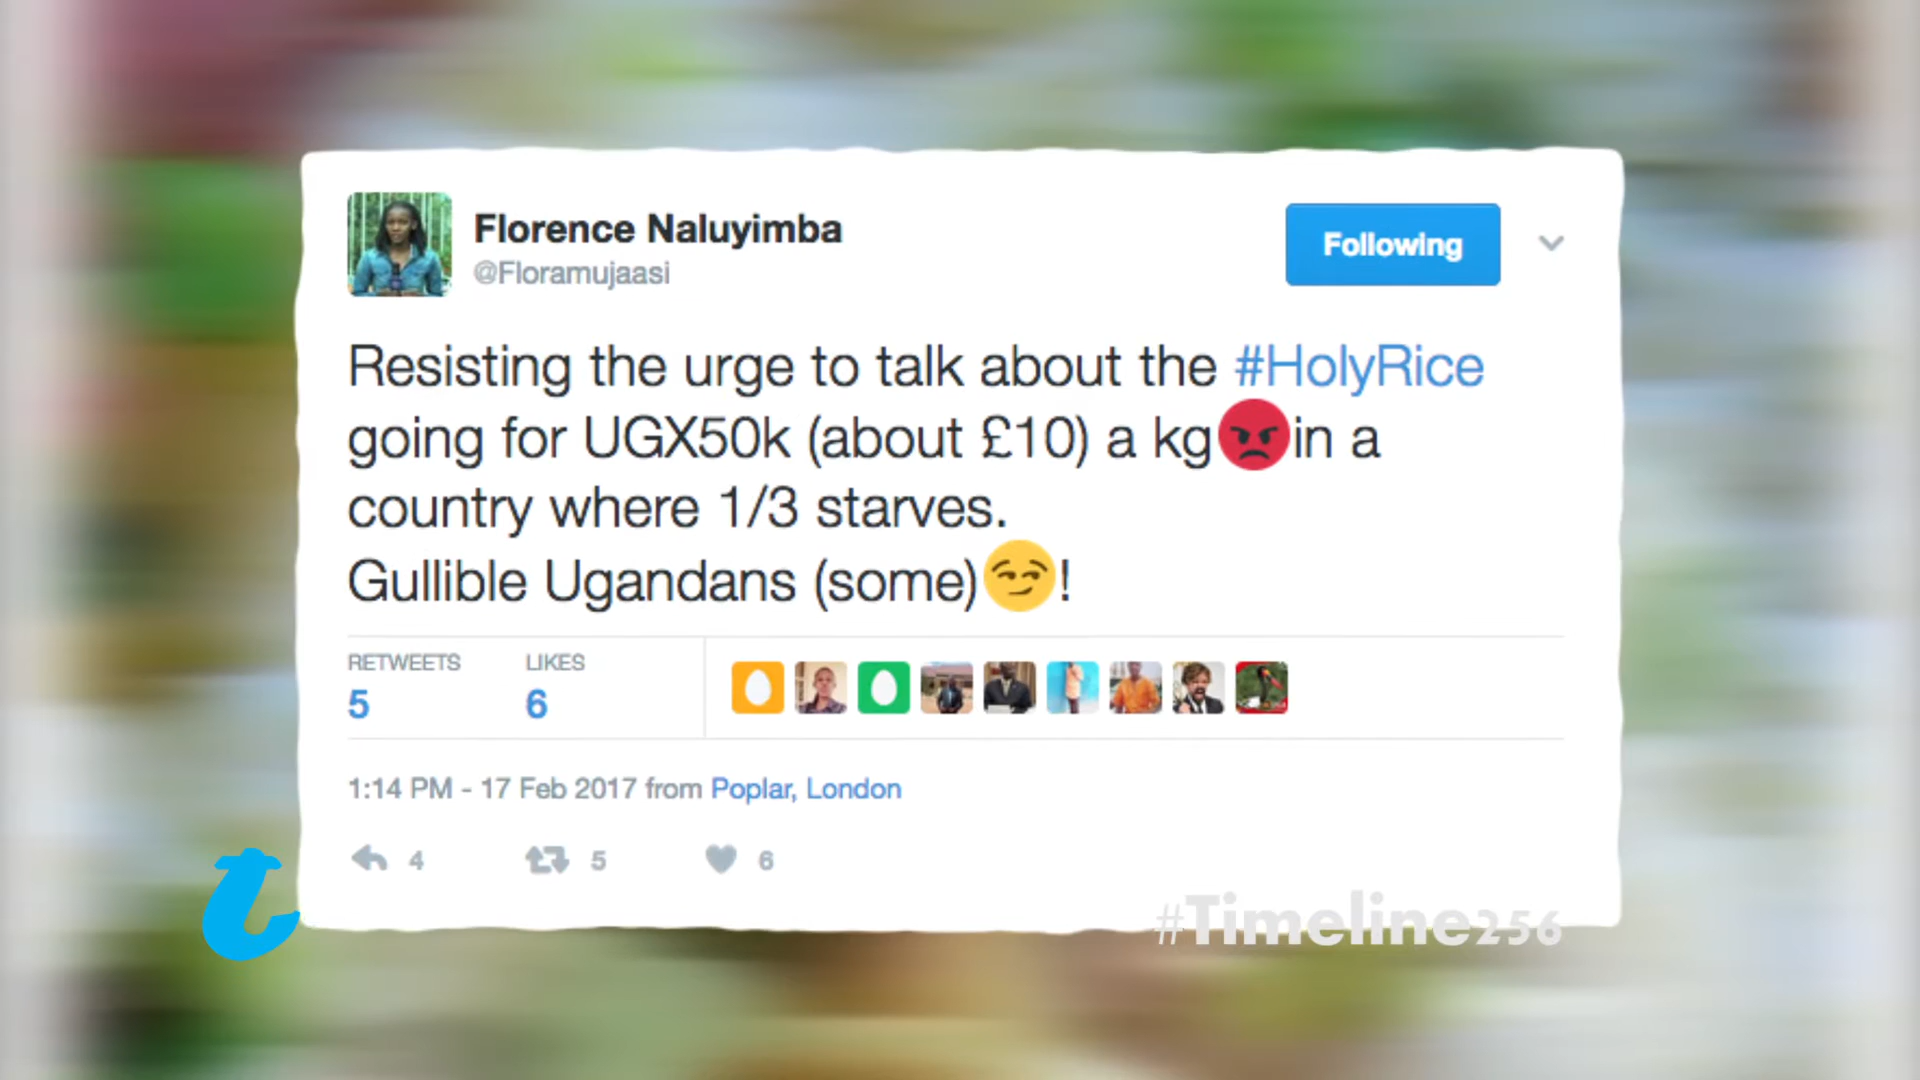 Florence Naluyimba
@Floramujaasi
Following
Resisting the urge to talk about the #HolyRice
going for UGX50k (about £10) a kg😡in a
country where 1/3 starves.
Gullible Ugandans (some)😏!
RETWEETS LIKES
5 6
1:14 PM - 17 Feb 2017 from Poplar, London
4 5 6
t
#Timeline256